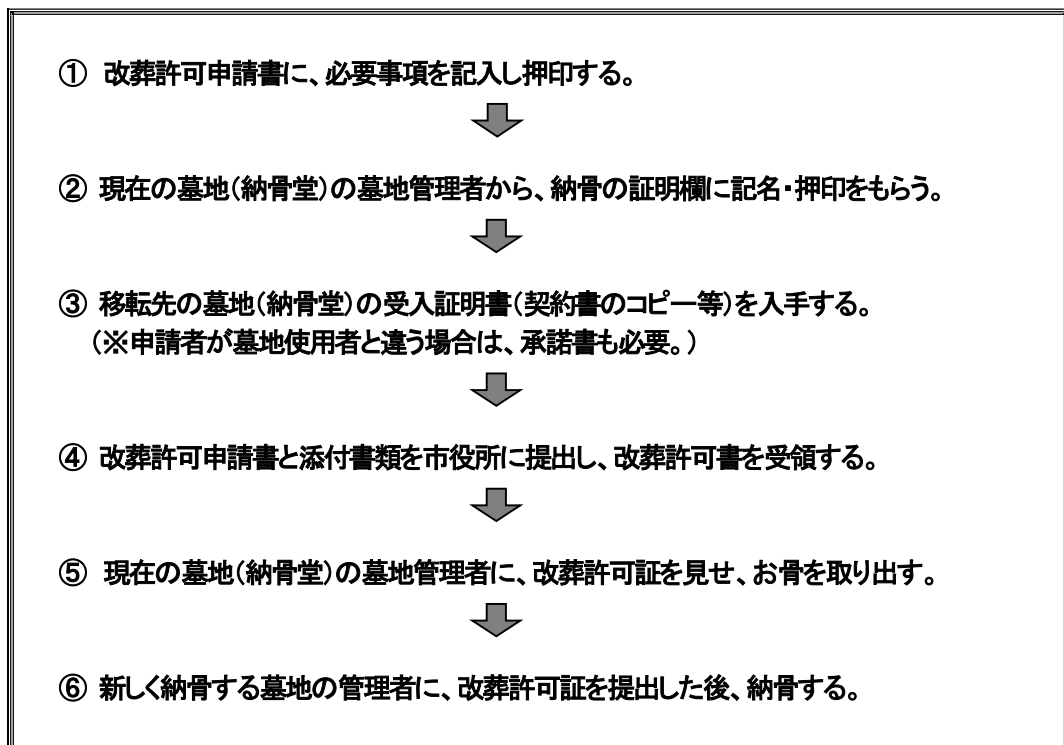 ① 改葬許可申請書に、必要事項を記入し押印する。
② 現在の墓地(納骨堂)の墓地管理者から、納骨の証明欄に記名・押印をもらう。
③ 移転先の墓地(納骨堂)の受入証明書(契約書のコピー等)を入手する。
(※申請者が墓地使用者と違う場合は、承諾書も必要。)
④ 改葬許可申請書と添付書類を市役所に提出し、改葬許可書を受領する。
⑤ 現在の墓地(納骨堂)の墓地管理者に、改葬許可証を見せ、お骨を取り出す。
⑥ 新しく納骨する墓地の管理者に、改葬許可証を提出した後、納骨する。